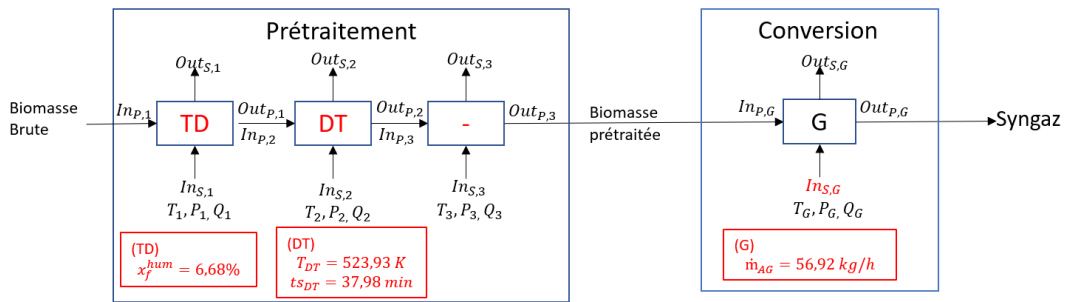 Prétraitement
Conversion
Out_{S,1}
Out_{S,2}
Out_{S,3}
Out_{S,G}
Biomasse
Brute
In_{P,1}
TD
Out_{P,1}
In_{P,2}
DT
Out_{P,2}
In_{P,3}
-
Out_{P,3}
Biomasse
prétraitée
In_{P,G}
G
Out_{P,G}
Syngaz
In_{S,1}
T_1, P_1, Q_1
In_{S,2}
T_2, P_2, Q_2
In_{S,3}
T_3, P_3, Q_3
In_{S,G}
T_G, P_G, Q_G
(TD)
x_f^{hum} = 6,68%
(DT)
T_{DT} = 523,93 K
ts_{DT} = 37,98 min
(G)
ṁ_{AG} = 56,92 kg/h